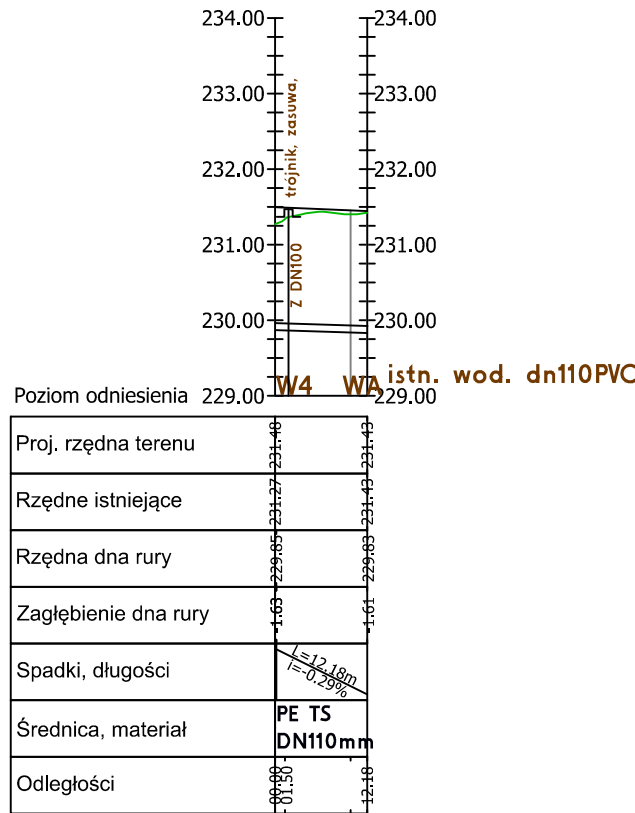 234.00 234.00
233.00 233.00
trójnik, zasuwa,
232.00 232.00
231.00 231.00
Z DN100
230.00 230.00
W4 WA istn. wod. dn110PVC
Poziom odniesienia 229.00 229.00
Proj. rzędna terenu 231.48 231.43
Rzędne istniejące 231.27 231.43
Rzędna dna rury 229.85 229.83
Zagłębienie dna rury -1.63 -1.61
Spadki, długości L=12.18m
i=-0.29%
Średnica, materiał PE TS
DN110mm
Odległości 00.00 01.50 12.18